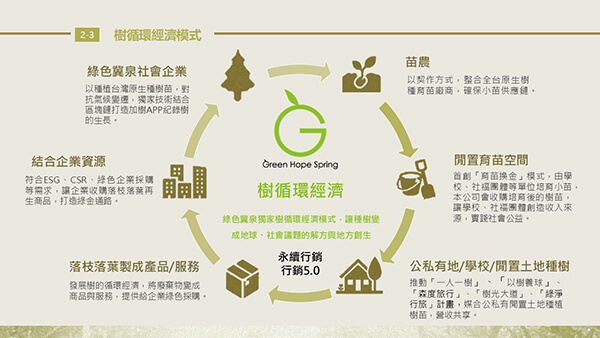 2-3 樹循環經濟模式
綠色冀泉社會企業
以種植台灣原生種樹苗，對
抗氣候變遷，獨家技術結合
區塊鏈打造加樹APP紀錄樹
的生長。
苗農
以契作方式，整合全台原生樹
種育苗廠商，確保小苗供應鏈。
結合企業資源
符合ESG、CSR、綠色企業採購
等需求，讓企業收購落枝落葉再
生商品，打造綠金通路。
Green Hope Spring
樹循環經濟
綠色冀泉獨家樹循環經濟模式，讓種樹變
成地球、社會議題的解方與地方創生
永續行銷
行銷5.0
閒置育苗空間
首創「育苗換金」模式，由學
校、社福團體等單位培育小苗，
本公司會收購培育後的樹苗，
讓學校、社福團體創造收入來
源，實踐社會公益。
落枝落葉製成產品/服務
發展樹的循環經濟，將廢棄物變成
商品與服務，提供給企業綠色採購。
公私有地/學校/閒置土地種樹
推動「一人一樹」、「以樹養球」、
「森度旅行」、「樹光大道」、「綠淨
行旅」計畫，媒合公私有閒置土地種植
樹苗，營收共享。